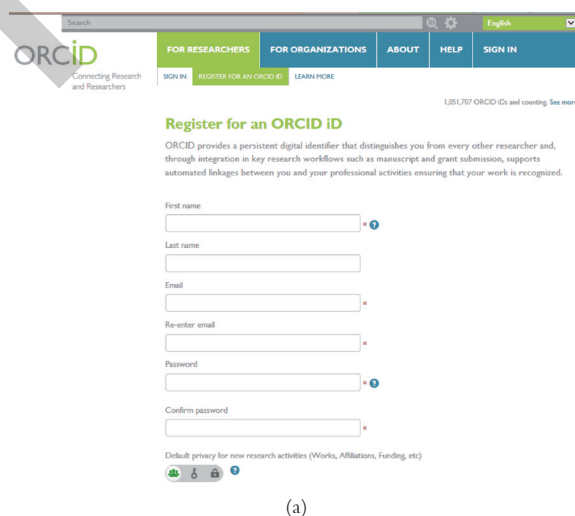 Search
English
ORCID
Connecting Research
and Researchers
FOR RESEARCHERS
FOR ORGANIZATIONS
ABOUT
HELP
SIGN IN
SIGN IN
REGISTER FOR AN ORCID ID
LEARN MORE
1,051,707 ORCID iDs and counting. See more
Register for an ORCID iD
ORCID provides a persistent digital identifier that distinguishes you from every other researcher and,
through integration in key research workflows such as manuscript and grant submission, supports
automated linkages between you and your professional activities ensuring that your work is recognized.
First name
* ?
Last name
Email
*
Re-enter email
*
Password
* ?
Confirm password
*
Default privacy for new research activities (Works, Affiliations, Funding, etc)
?
(a)